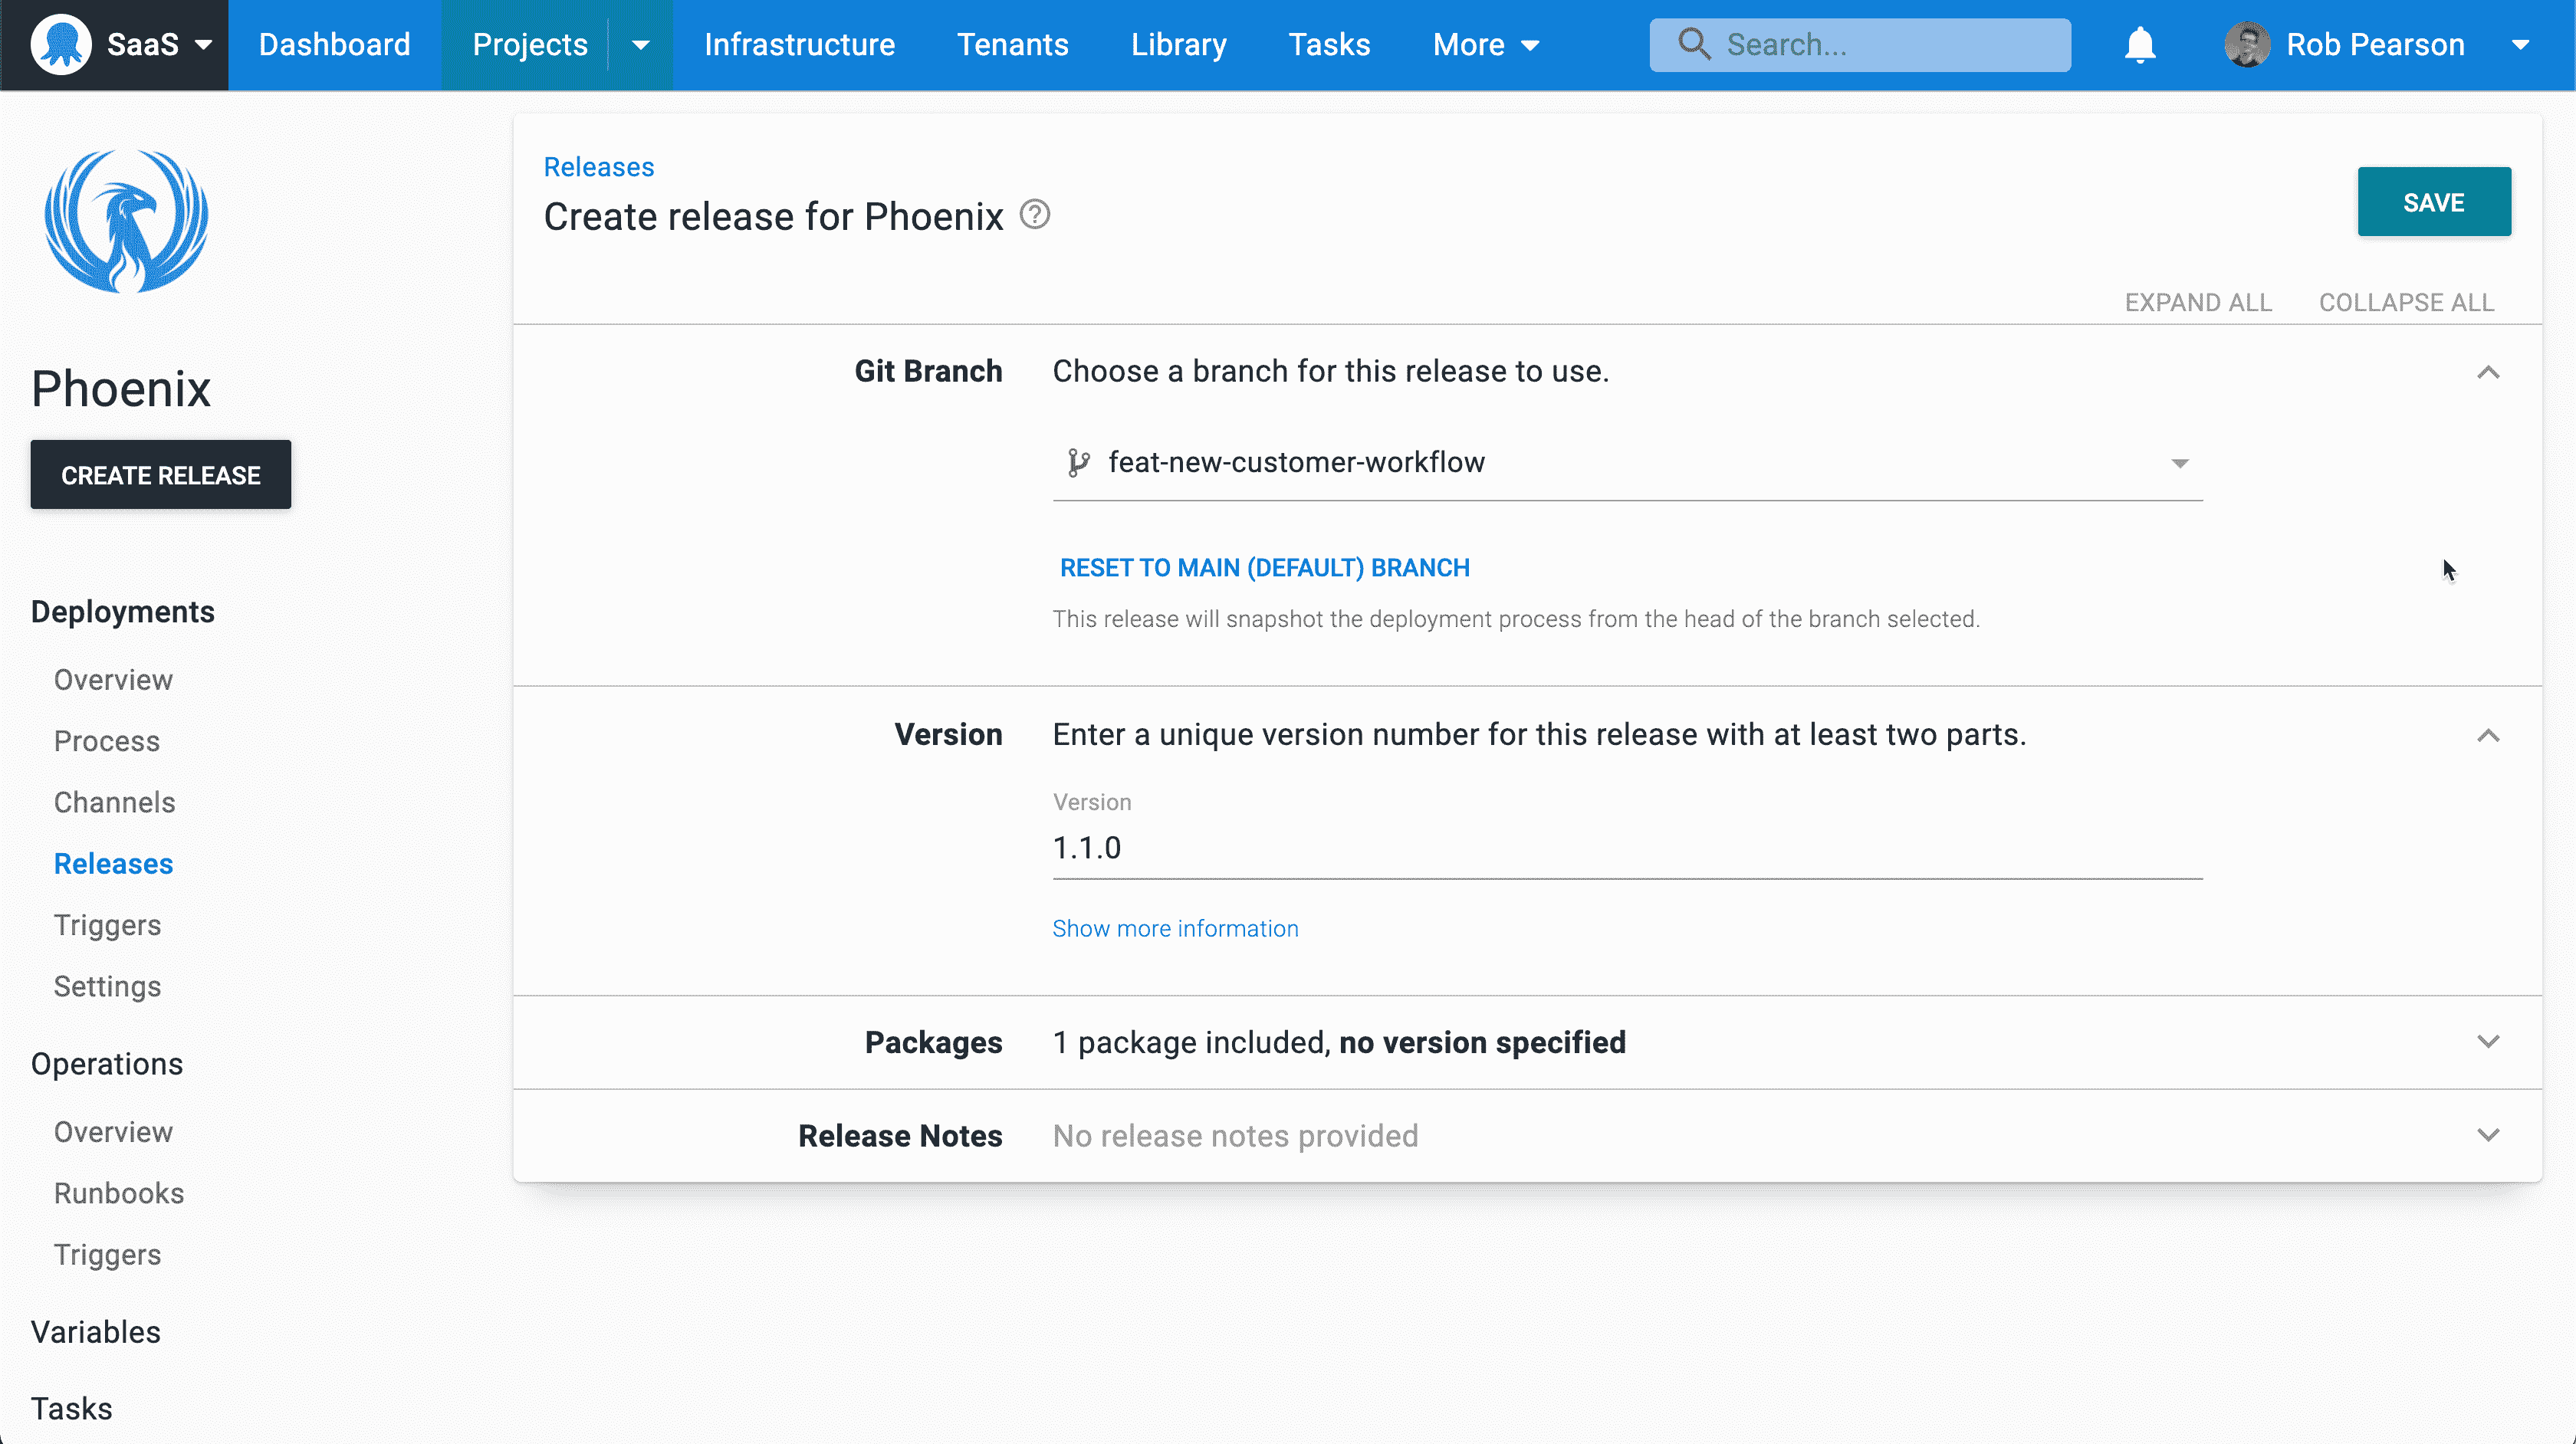 SaaS
Dashboard
Projects
Infrastructure
Tenants
Library
Tasks
More
Search...
Rob Pearson
Phoenix
CREATE RELEASE
Deployments
Overview
Process
Channels
Releases
Triggers
Settings
Operations
Overview
Runbooks
Triggers
Variables
Tasks
Releases
Create release for Phoenix ?
SAVE
EXPAND ALL
COLLAPSE ALL
Git Branch
Choose a branch for this release to use.
feat-new-customer-workflow
RESET TO MAIN (DEFAULT) BRANCH
This release will snapshot the deployment process from the head of the branch selected.
Version
Enter a unique version number for this release with at least two parts.
Version
1.1.0
Show more information
Packages
1 package included, no version specified
Release Notes
No release notes provided